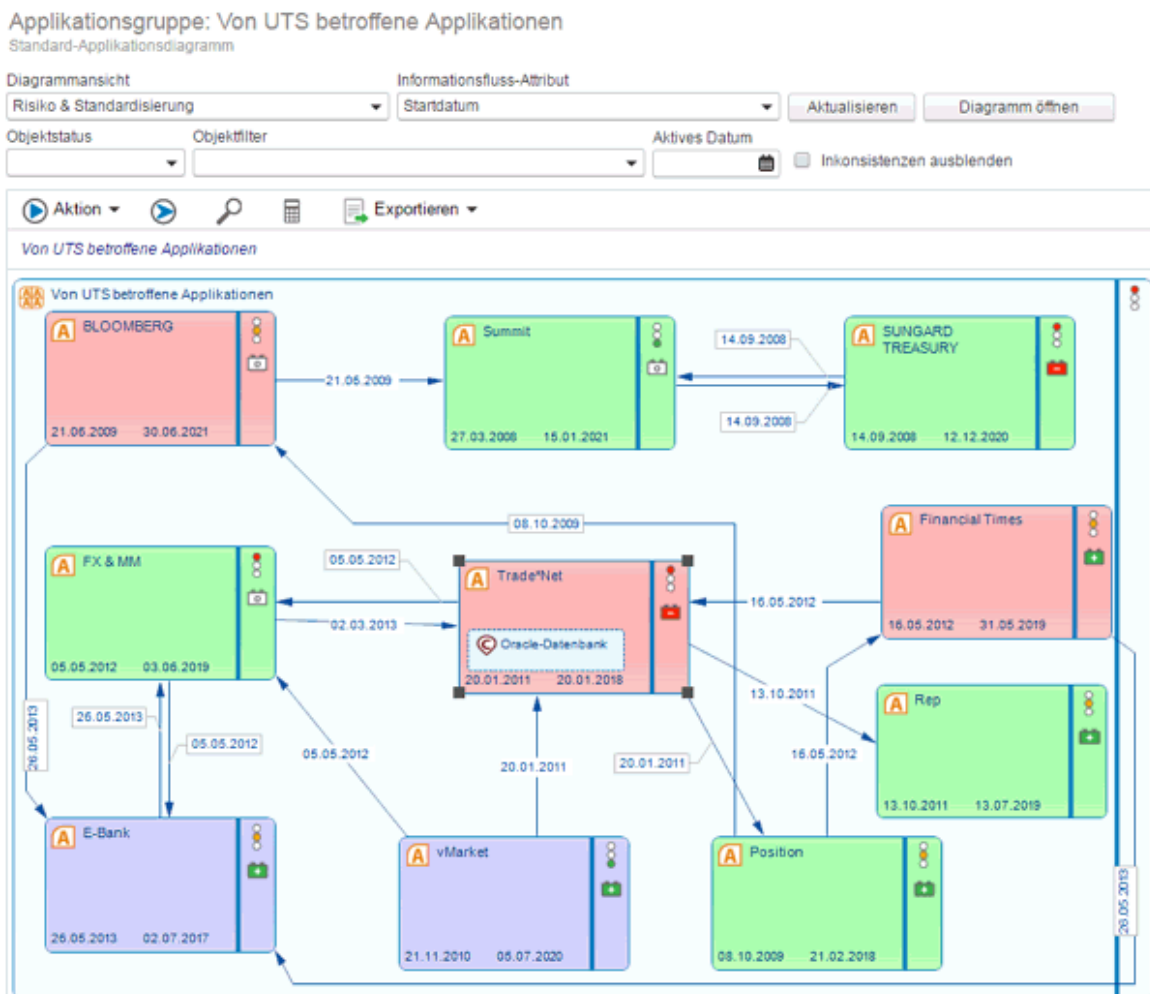 Applikationsgruppe: Von UTS betroffene Applikationen
Standard-Applikationsdiagramm
Diagrammansicht
Informationsfluss-Attribut
Risiko & Standardisierung
Startdatum
Aktualisieren
Diagramm öffnen
Objektstatus
Objektfilter
Aktives Datum
Inkonsistenzen ausblenden
Aktion
Exportieren
Von UTS betroffene Applikationen
Von UTS betroffene Applikationen
A BLOOMBERG
21.06.2009 30.06.2021
21.05.2009
A Summit
27.03.2008 15.01.2021
14.09.2008
14.09.2008
A SUNGARD
TREASURY
14.09.2008 12.12.2020
08.10.2009
A FX & MM
05.05.2012 03.06.2019
05.05.2012
02.03.2013
A Trade*Net
Oracle-Datenbank
20.01.2011 20.01.2018
16.05.2012
A Financial Times
16.05.2012 31.05.2019
13.10.2011
A Rep
13.10.2011 13.07.2019
26.05.2013
26.05.2013
05.05.2012
05.05.2012
20.01.2011
20.01.2011
16.05.2012
A E-Bank
26.05.2013 02.07.2017
A vMarket
21.11.2010 05.07.2020
A Position
08.10.2009 21.02.2018
26.05.2013